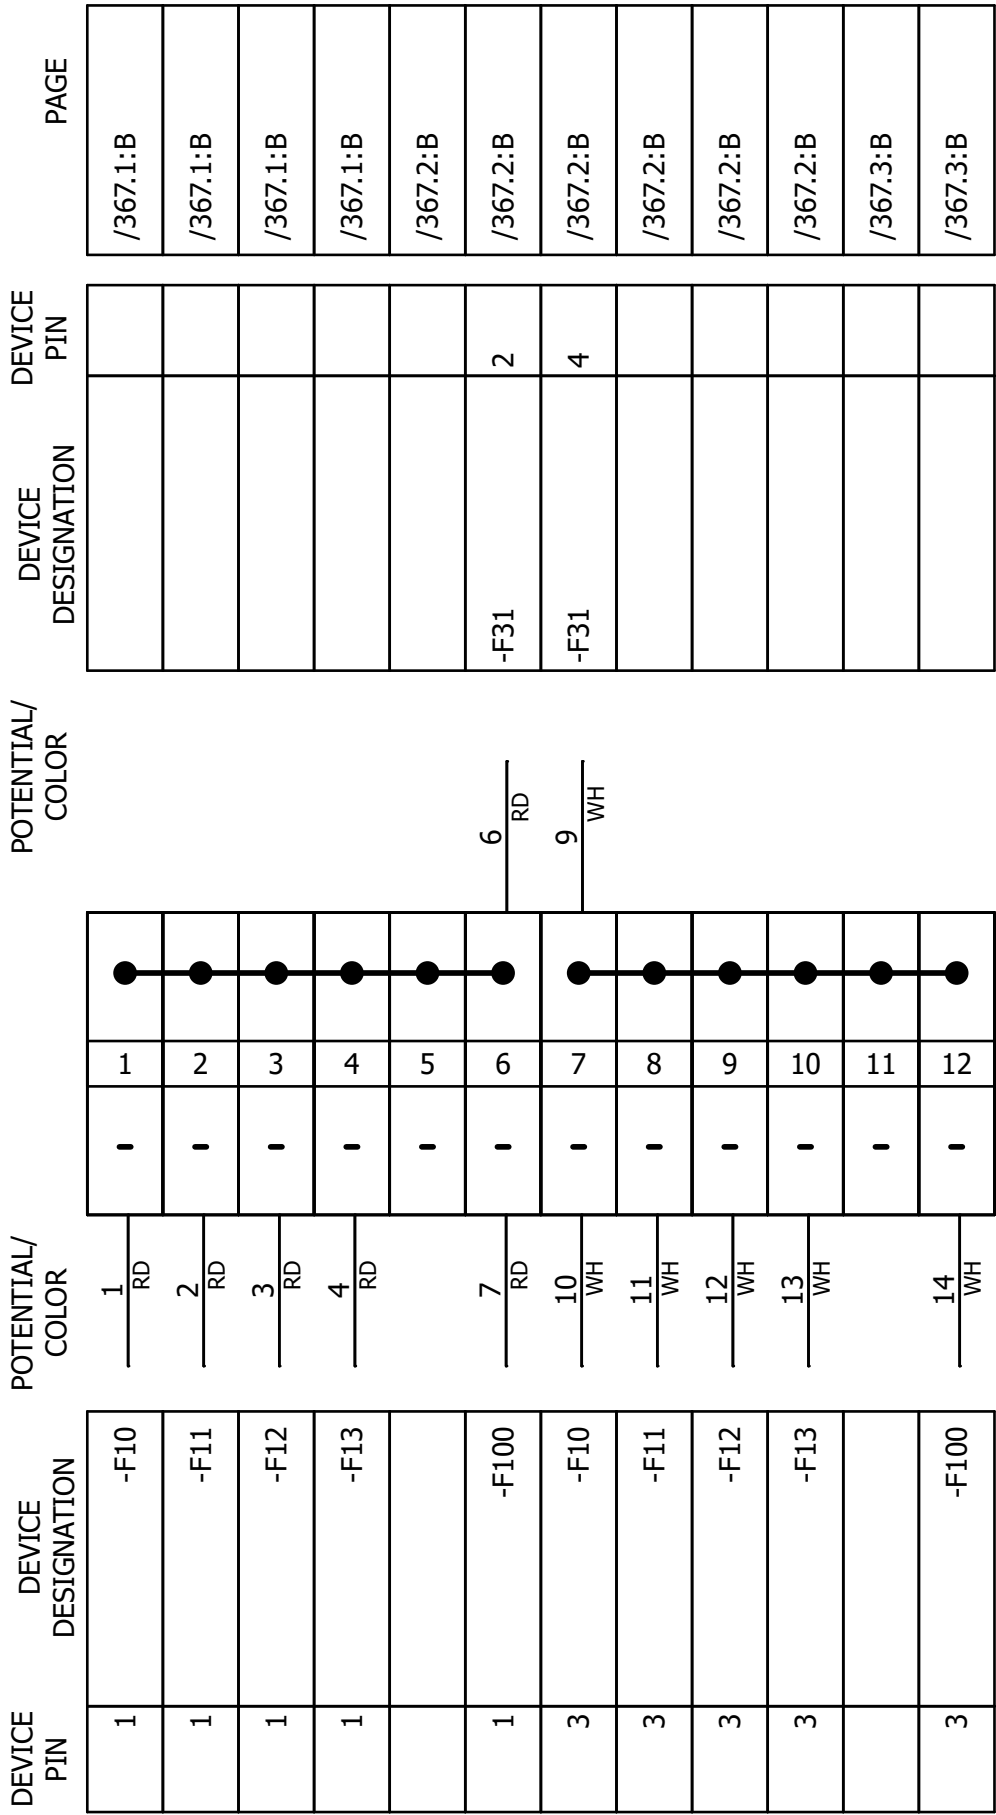 PAGE
/367.1:B
/367.1:B
/367.1:B
/367.1:B
/367.2:B
/367.2:B
/367.2:B
/367.2:B
/367.2:B
/367.2:B
/367.3:B
/367.3:B
DEVICE
PIN
2
4
DEVICE
DESIGNATION
-F31
-F31
POTENTIAL/
COLOR
6
RD
9
WH
1
2
3
4
5
6
7
8
9
10
11
12
-
-
-
-
-
-
-
-
-
-
-
-
POTENTIAL/
COLOR
1
RD
2
RD
3
RD
4
RD
7
RD
10
WH
11
WH
12
WH
13
WH
14
WH
DEVICE
DESIGNATION
-F10
-F11
-F12
-F13
-F100
-F10
-F11
-F12
-F13
-F100
DEVICE
PIN
1
1
1
1
1
3
3
3
3
3